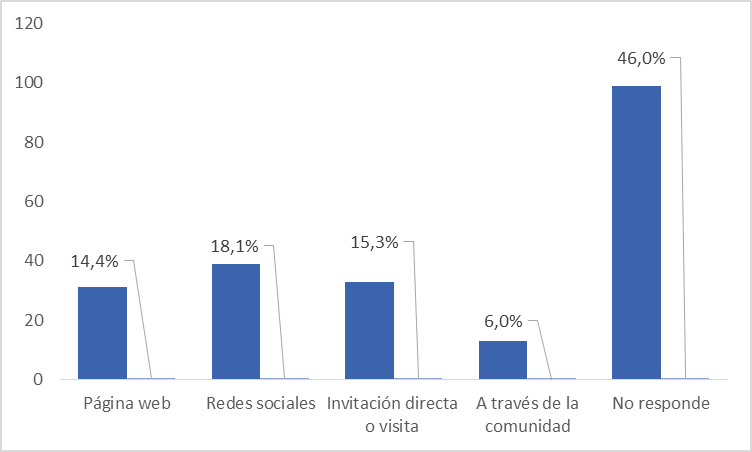 120
100
80
60
40
20
0
14,4%
18,1%
15,3%
6,0%
46,0%
Página web
Redes sociales
Invitación directa
o visita
A través de la
comunidad
No responde